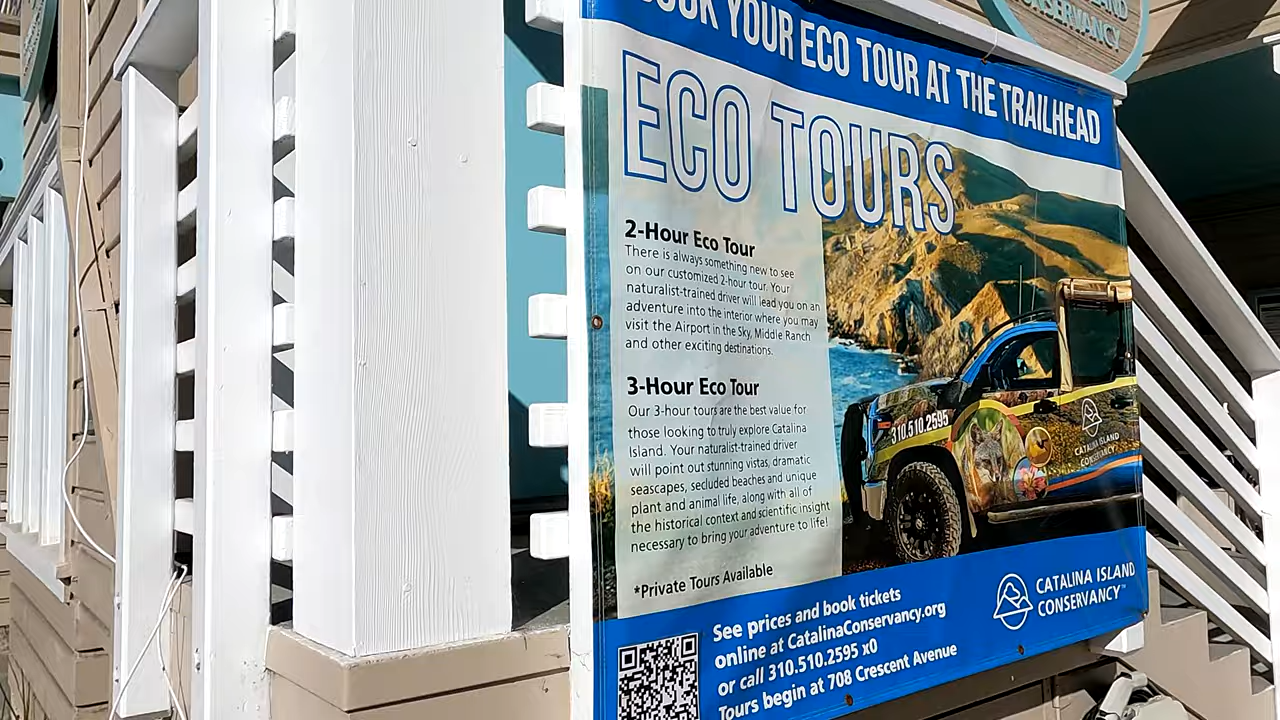 ISLAND
CONSERVANCY
BOOK YOUR ECO TOUR AT THE TRAILHEAD
ECO TOURS
2-Hour Eco Tour
There is always something new to see
on our customized 2-hour tour. Your
naturalist-trained driver will lead you on an
adventure into the interior where you may
visit the Airport in the Sky, Middle Ranch
and other exciting destinations.
3-Hour Eco Tour
Our 3-hour tours are the best value for
those looking to truly explore Catalina
Island. Your naturalist-trained driver
will point out stunning vistas, dramatic
seascapes, secluded beaches and unique
plant and animal life, along with all of
the historical context and scientific insight
necessary to bring your adventure to life!
*Private Tours Available
310.510.2595
CATALINA ISLAND
CONSERVANCY
See prices and book tickets
online at CatalinaConservancy.org
or call 310.510.2595 x0
Tours begin at 708 Crescent Avenue
CATALINA ISLAND
CONSERVANCY™